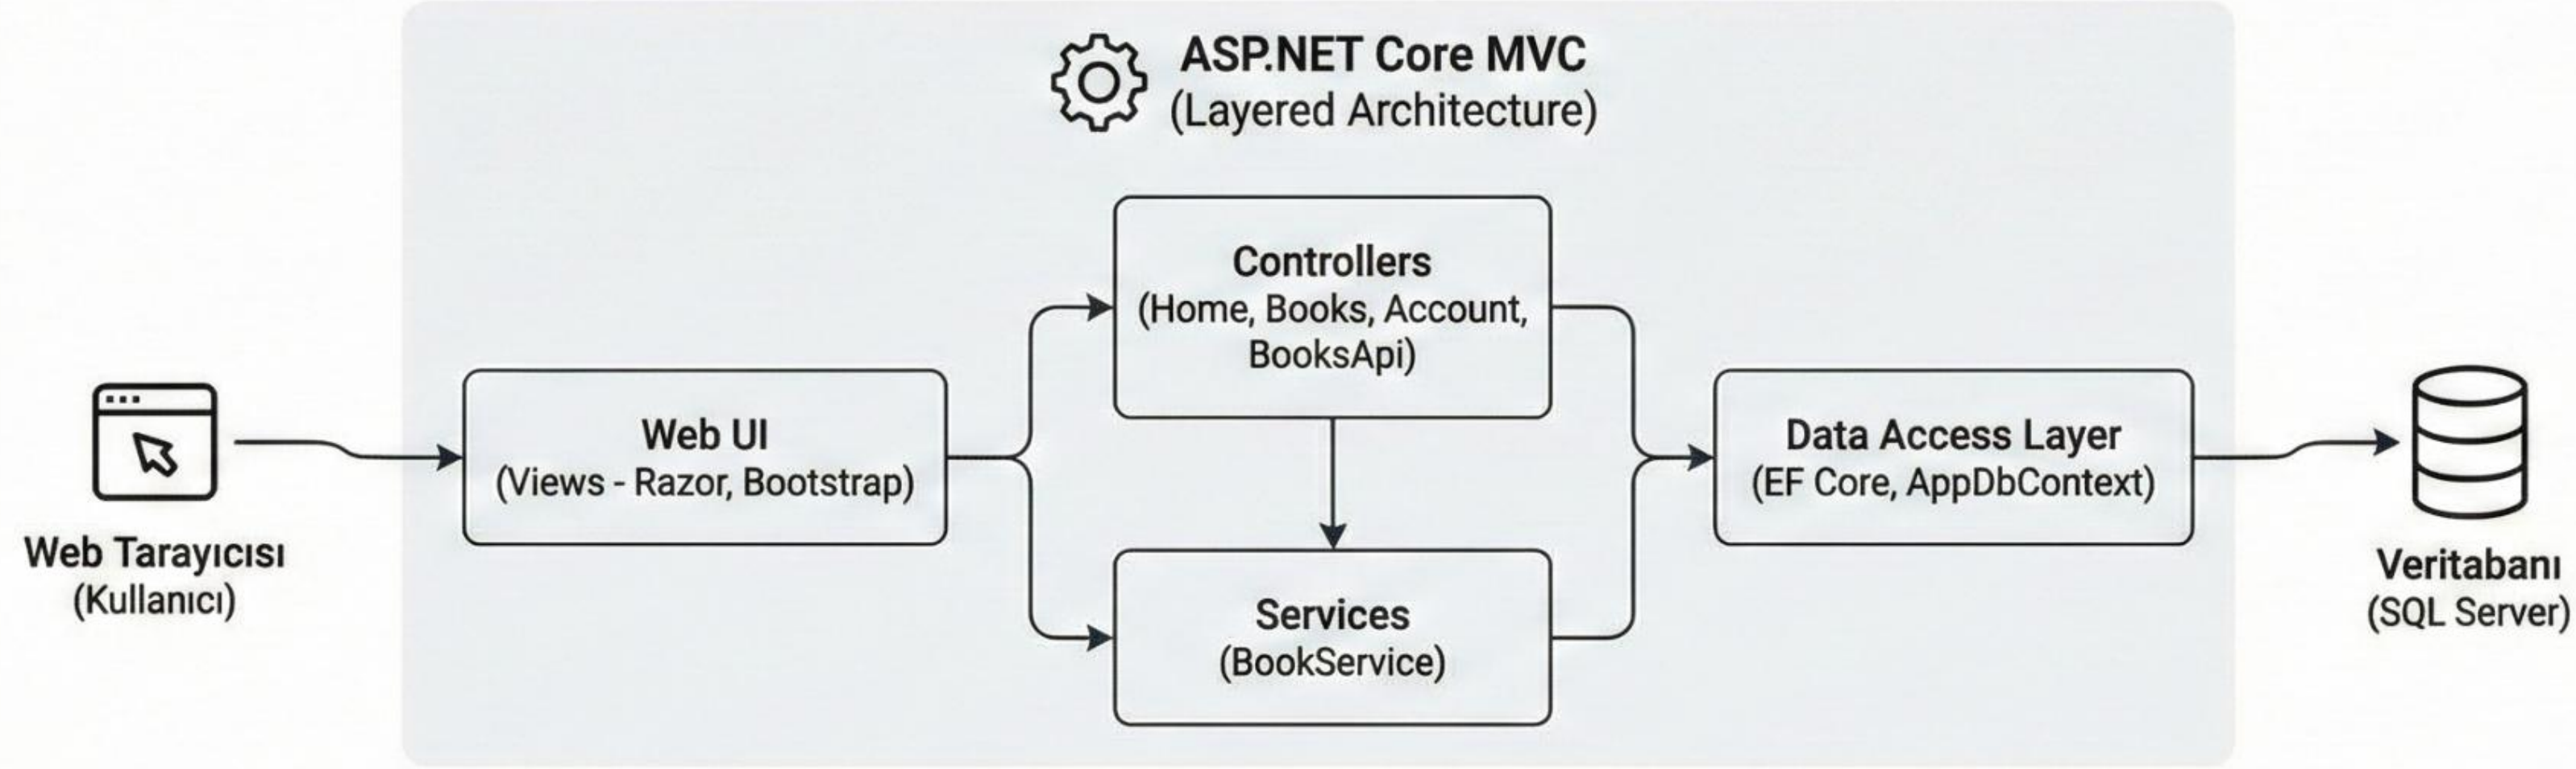 ASP.NET Core MVC
(Layered Architecture)
Web Tarayıcısı
(Kullanıcı)
Web UI
(Views - Razor, Bootstrap)
Controllers
(Home, Books, Account,
BooksApi)
Services
(BookService)
Data Access Layer
(EF Core, AppDbContext)
Veritabanı
(SQL Server)